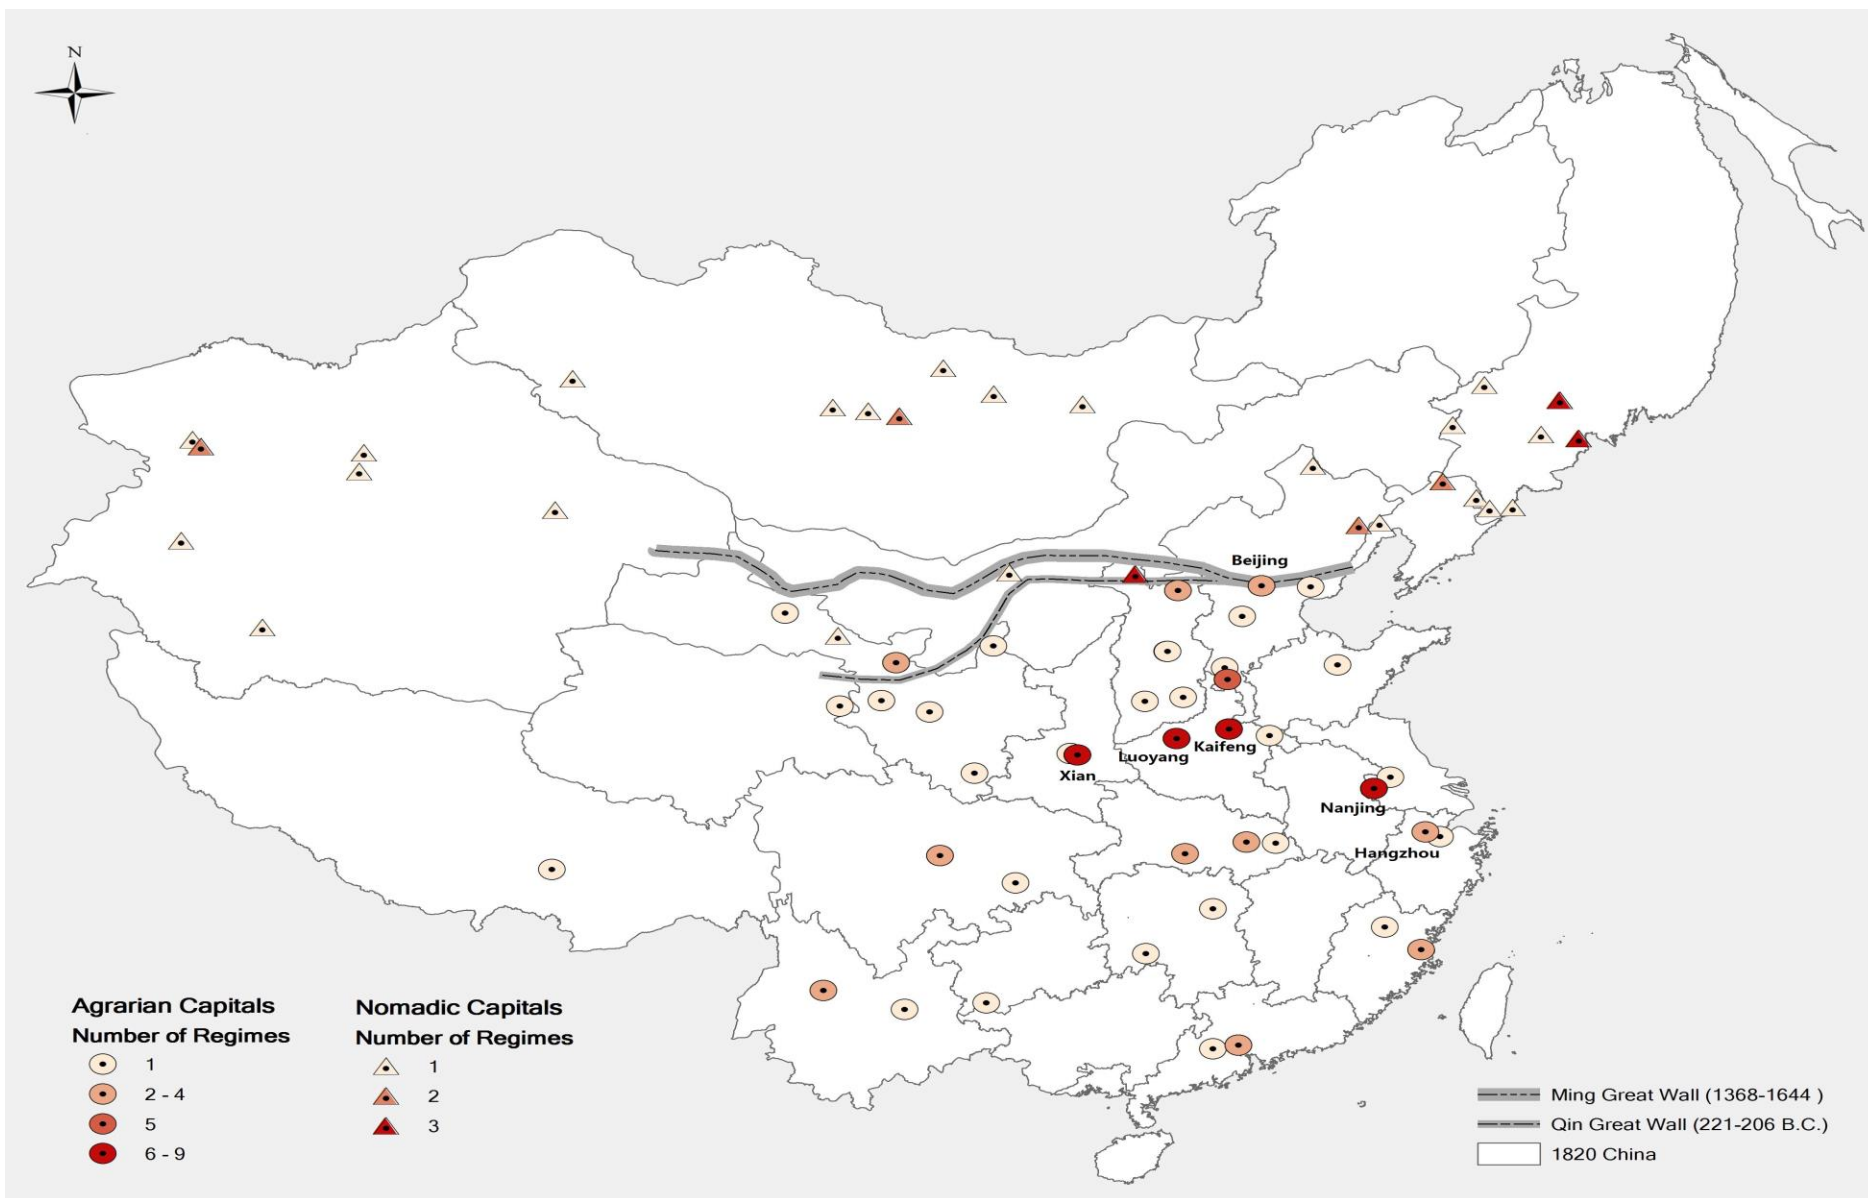 N
Beijing
Luoyang
Kaifeng
Xian
Nanjing
Hangzhou
Agrarian Capitals
Number of Regimes
1
2 - 4
5
6 - 9
Nomadic Capitals
Number of Regimes
1
2
3
Ming Great Wall (1368-1644 )
Qin Great Wall (221-206 B.C.)
1820 China